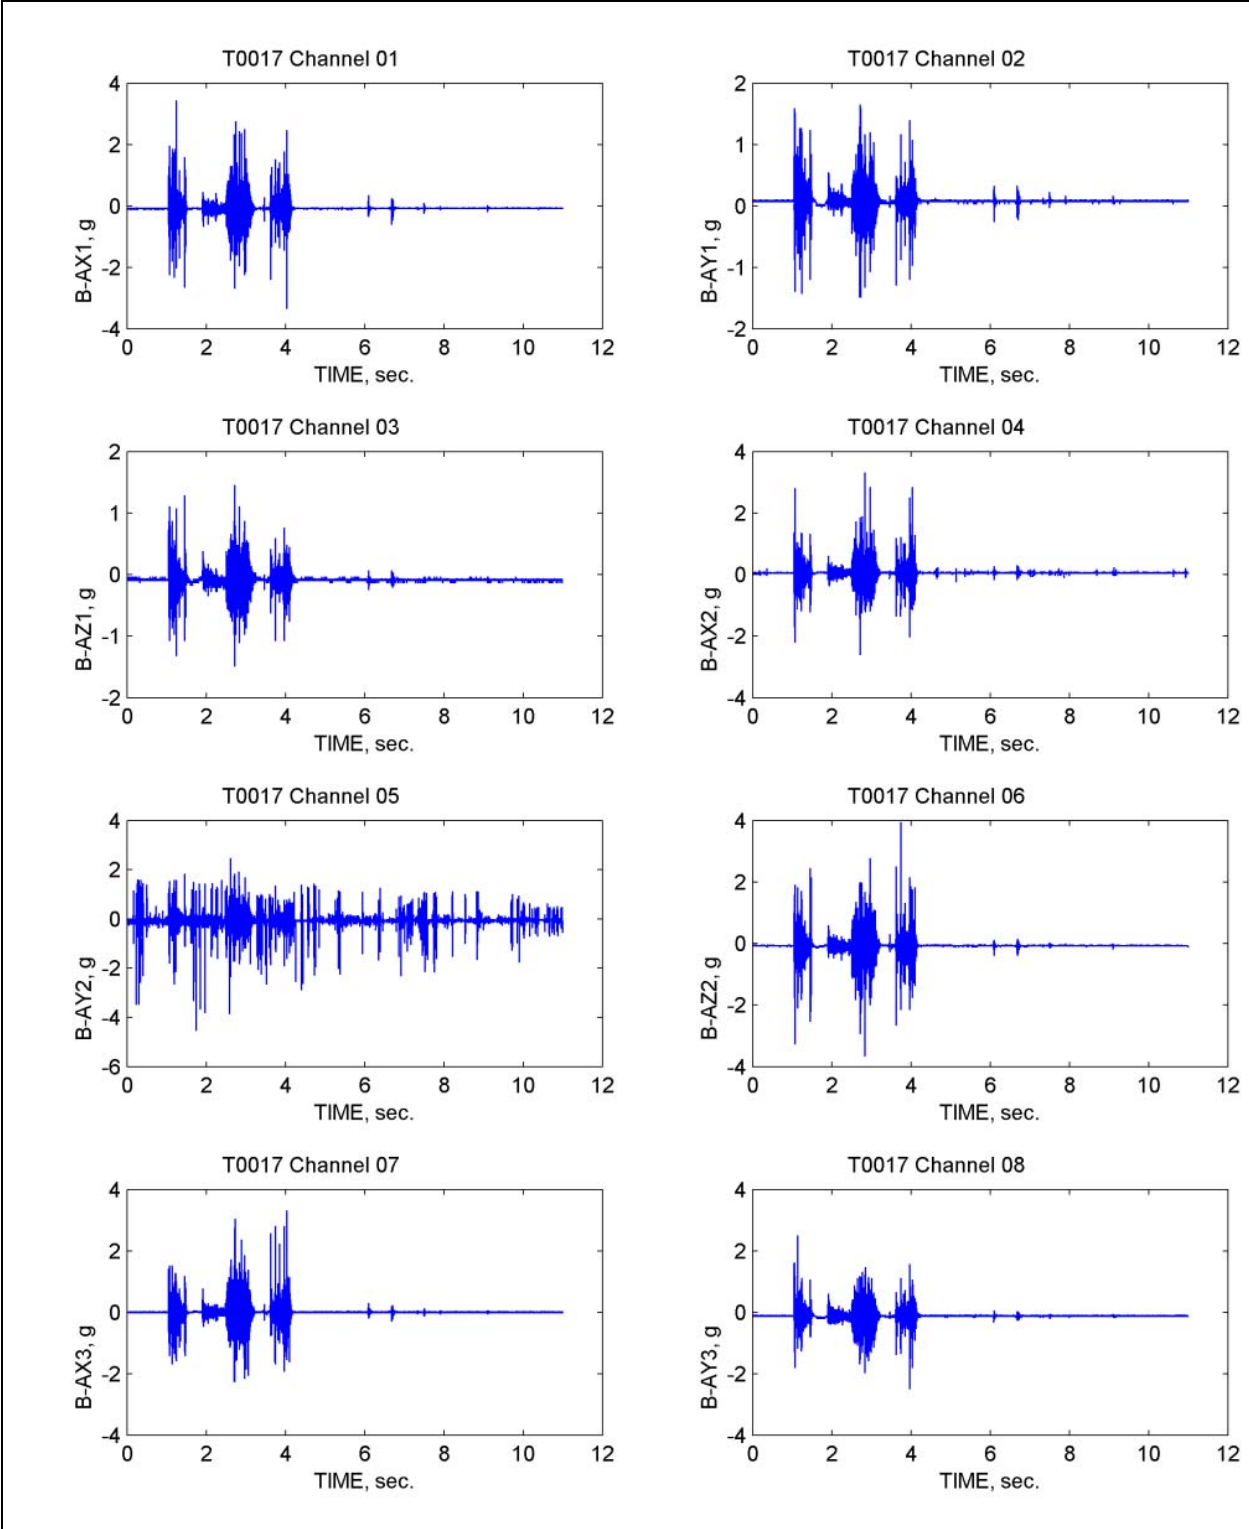 T0017 Channel 01
4
2
0
-2
-4
B-AX1, g
0 2 4 6 8 10 12
TIME, sec.
T0017 Channel 02
2
1
0
-1
-2
B-AY1, g
0 2 4 6 8 10 12
TIME, sec.
T0017 Channel 03
2
1
0
-1
-2
B-AZ1, g
0 2 4 6 8 10 12
TIME, sec.
T0017 Channel 04
4
2
0
-2
-4
B-AX2, g
0 2 4 6 8 10 12
TIME, sec.
T0017 Channel 05
4
2
0
-2
-4
-6
B-AY2, g
0 2 4 6 8 10 12
TIME, sec.
T0017 Channel 06
4
2
0
-2
-4
B-AZ2, g
0 2 4 6 8 10 12
TIME, sec.
T0017 Channel 07
4
2
0
-2
-4
B-AX3, g
0 2 4 6 8 10 12
TIME, sec.
T0017 Channel 08
4
2
0
-2
-4
B-AY3, g
0 2 4 6 8 10 12
TIME, sec.